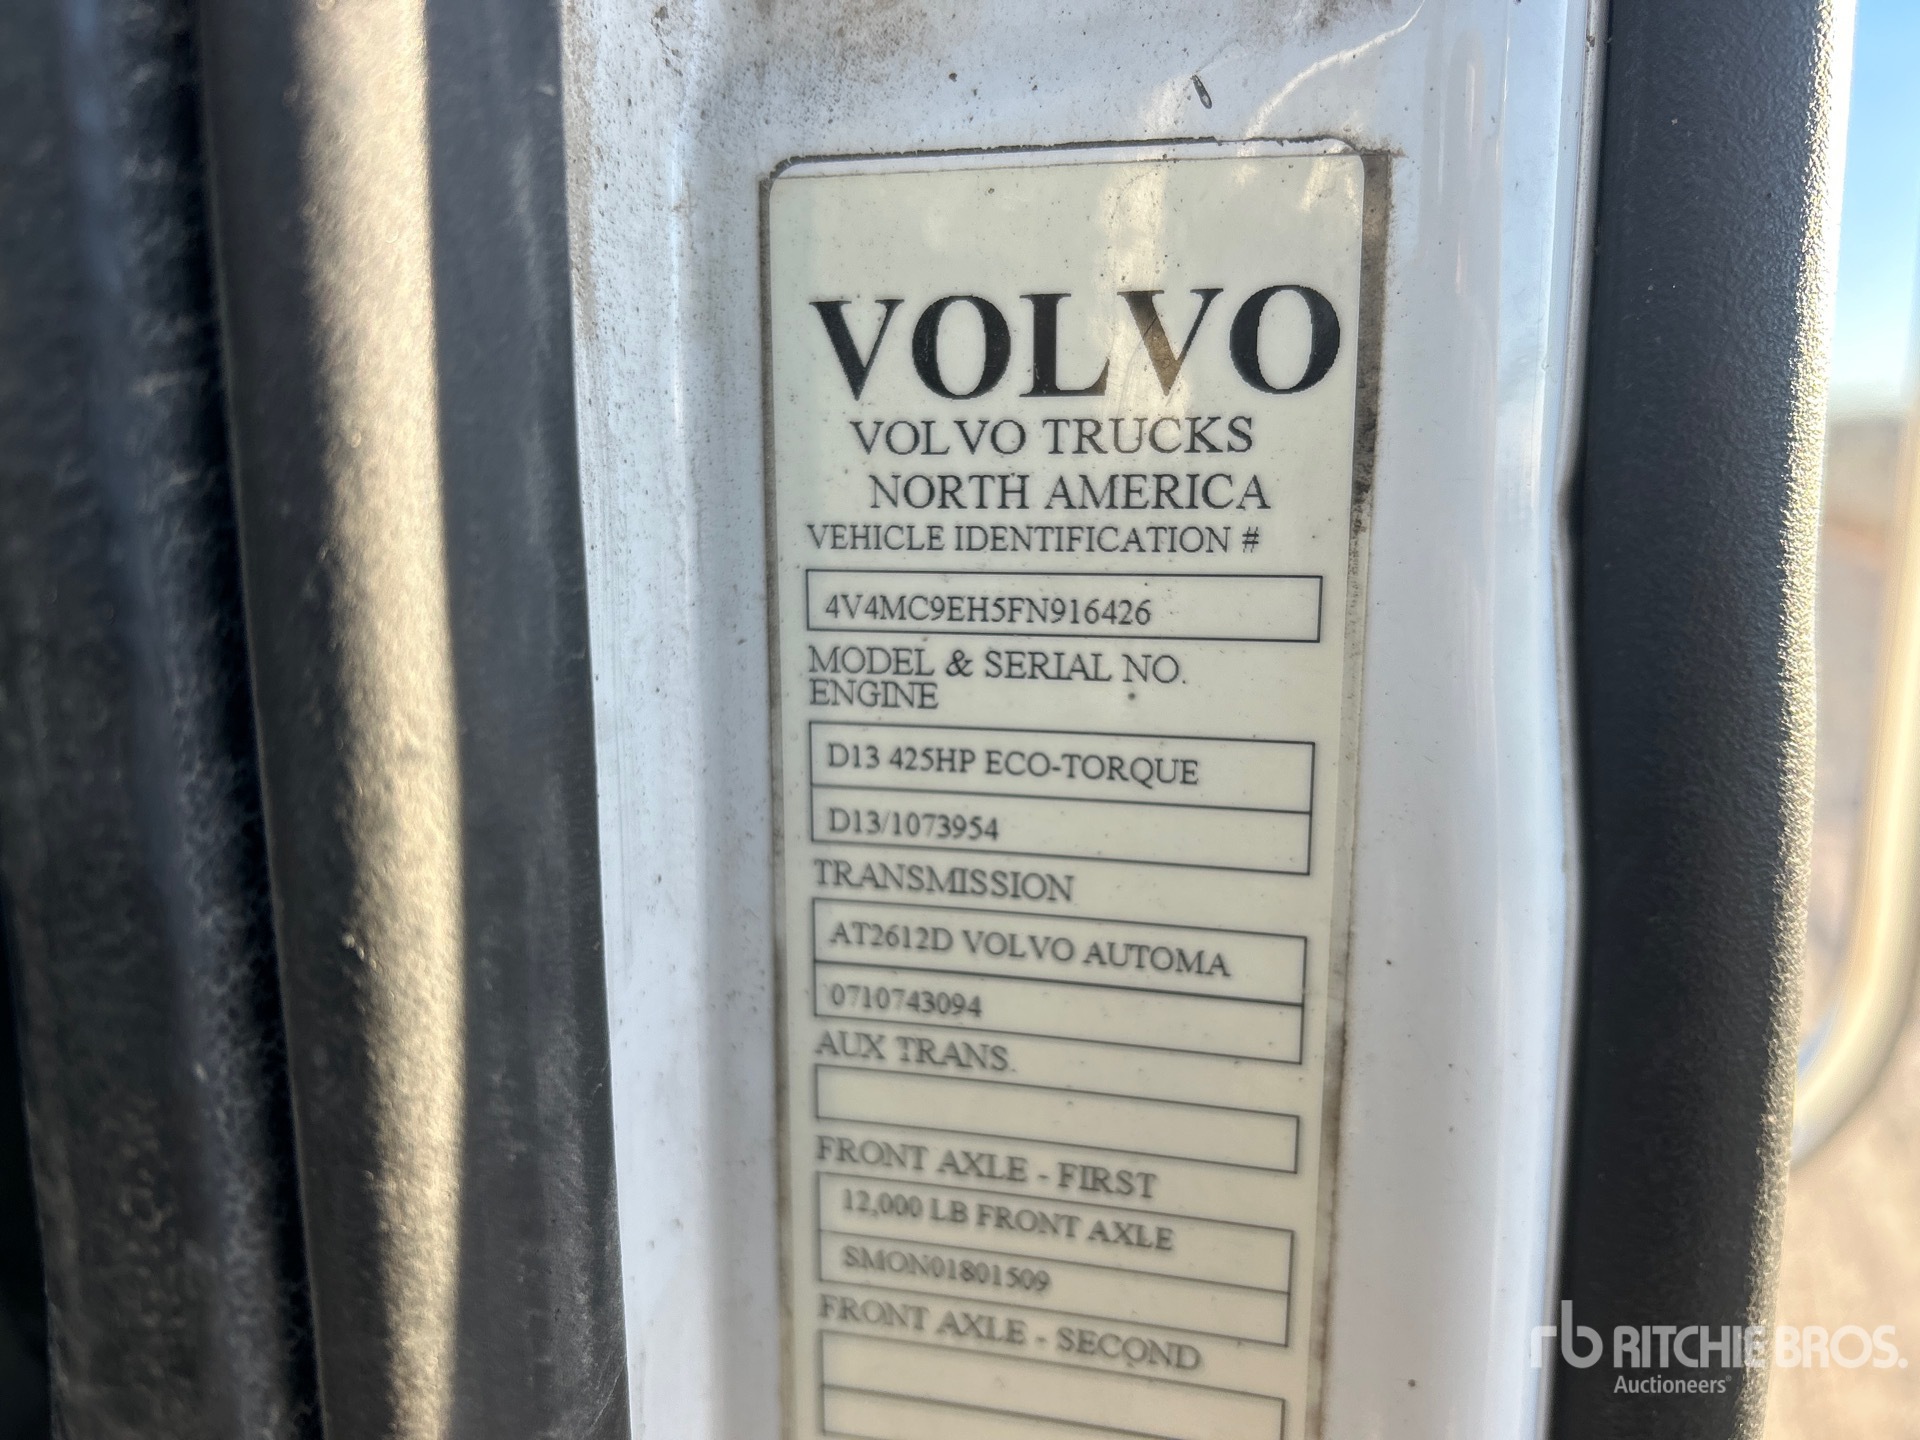 VOLVO
VOLVO TRUCKS
NORTH AMERICA
VEHICLE IDENTIFICATION #
4V4MC9EH5FN916426
MODEL & SERIAL NO.
ENGINE
D13 425HP ECO-TORQUE
D13/1073954
TRANSMISSION
AT2612D VOLVO AUTOMA
0710743094
AUX TRANS.
FRONT AXLE - FIRST
12,000 LB FRONT AXLE
SMON01801509
FRONT AXLE - SECOND
rb RITCHIE BROS.
Auctioneers